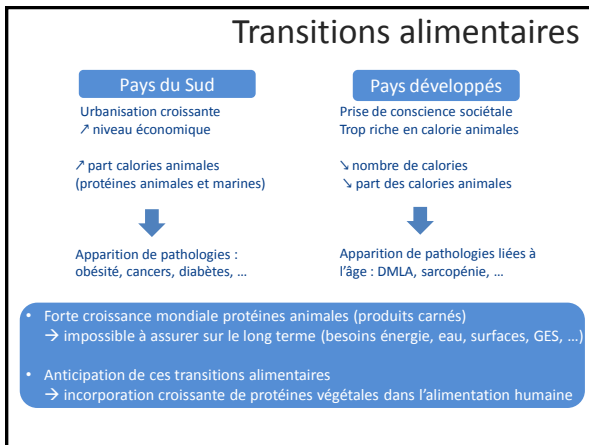 Transitions alimentaires
Pays du Sud
Urbanisation croissante
↗ niveau économique
↗ part calories animales
(protéines animales et marines)
Apparition de pathologies :
obésité, cancers, diabètes, …
Pays développés
Prise de conscience sociétale
Trop riche en calorie animales
↘ nombre de calories
↘ part des calories animales
Apparition de pathologies liées à
l’âge : DMLA, sarcopénie, …
• Forte croissance mondiale protéines animales (produits carnés)
→ impossible à assurer sur le long terme (besoins énergie, eau, surfaces, GES, …)
• Anticipation de ces transitions alimentaires
→ incorporation croissante de protéines végétales dans l’alimentation humaine